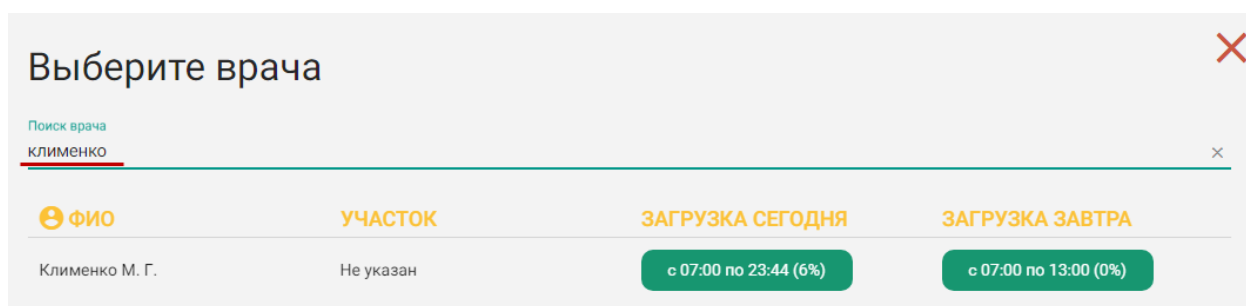 Выберите врача
Поиск врача
клименко
ФИО УЧАСТОК ЗАГРУЗКА СЕГОДНЯ ЗАГРУЗКА ЗАВТРА
Клименко М. Г. Не указан с 07:00 по 23:44 (6%) с 07:00 по 13:00 (0%)